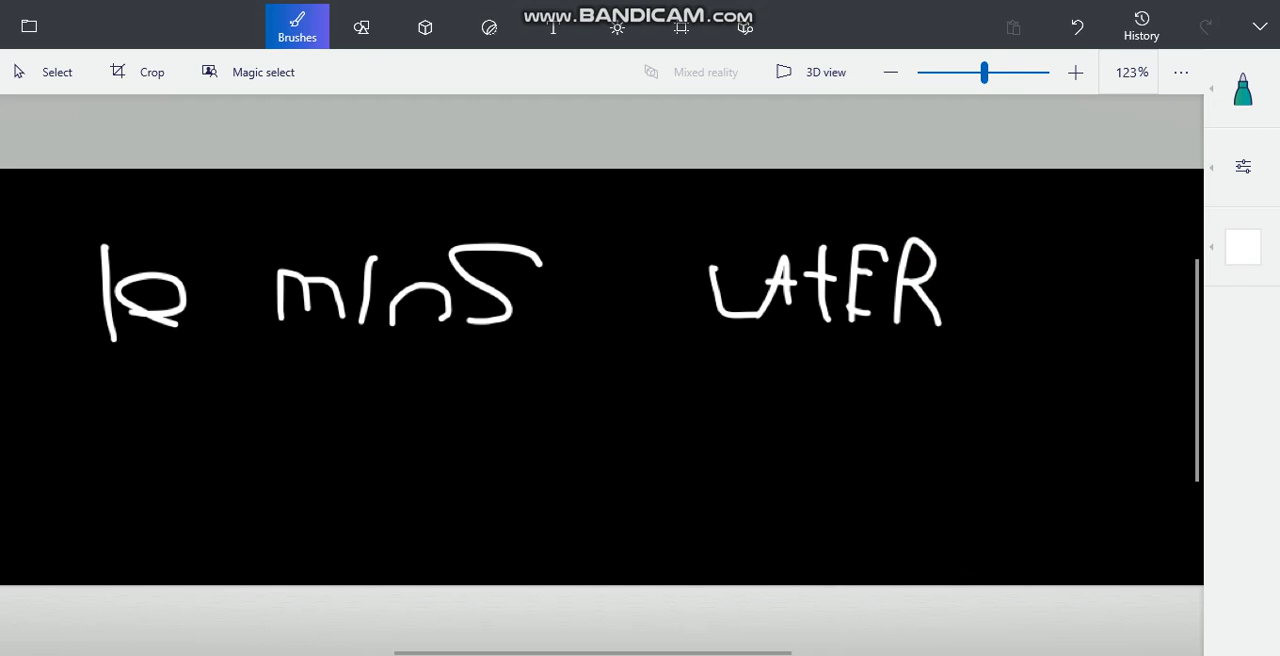 www.BANDICAM.com
Brushes
History
Select
Crop
Magic select
Mixed reality
3D view
123%
10 mInS LAtER